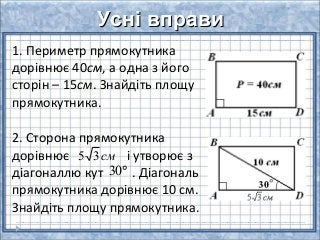 Усні вправи
1. Периметр прямокутника
дорівнює 40см, а одна з його
сторін – 15см. Знайдіть площу
прямокутника.
B C
P = 40см
15 см
A D
2. Сторона прямокутника
дорівнює 5√3 см і утворює з
діагоналлю кут 30° . Діагональ
прямокутника дорівнює 10 см.
Знайдіть площу прямокутника.
B C
10 см
30°
A 5√3 см D